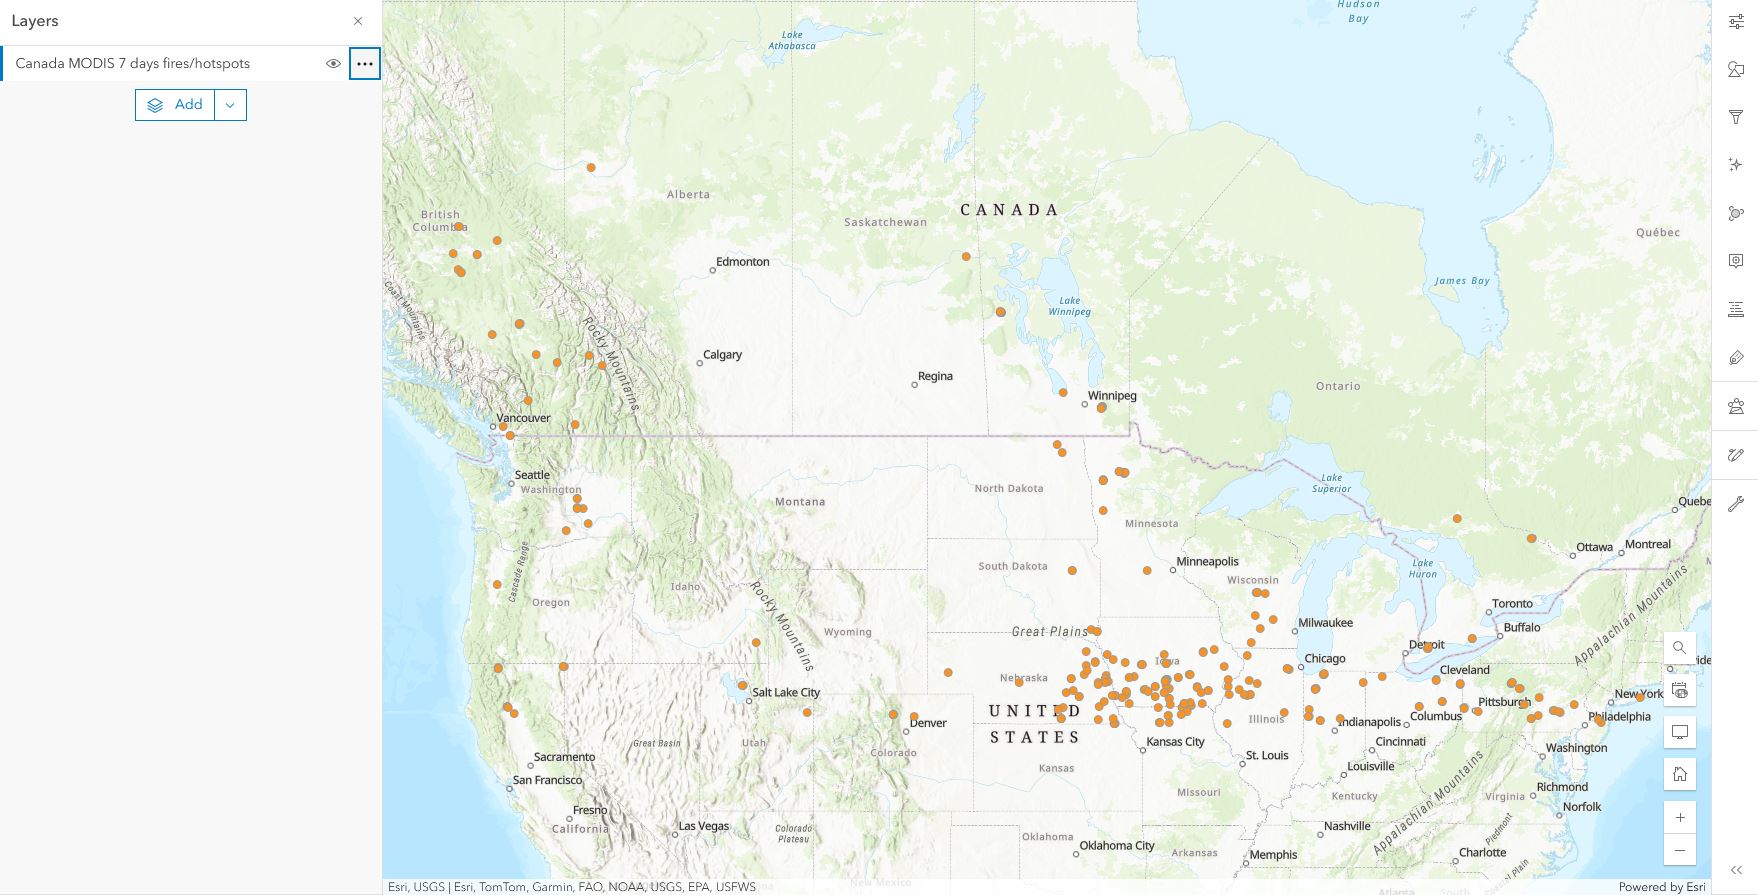 Layers
Canada MODIS 7 days fires/hotspots
Add
Hudson
Bay
Lake
Athabasca
British
Columbia
Alberta
Saskatchewan
CANADA
Québec
Edmonton
Coast Mountains
Rocky Mountains
Lake
Winnipeg
James Bay
Calgary
Regina
Winnipeg
Ontario
Vancouver
Seattle
Washington
Montana
North Dakota
Minnesota
Lake
Superior
Quebe
Cascade Range
Oregon
Idaho
Rocky Mountains
Wyoming
South Dakota
Minneapolis
Wisconsin
Lake
Huron
Ottawa
Montreal
Toronto
Buffalo
Appalachian Mountains
Great Plains
Milwaukee
Detroit
Chicago
Cleveland
Iowa
Nebraska
Salt Lake City
UNITED
STATES
Illinois
Indianapolis
Columbus
Pittsburgh
New York
Philadelphia
Denver
Great Basin
Utah
Colorado
Kansas City
Kansas
St. Louis
Cincinnati
Washington
Sacramento
San Francisco
Louisville
Missouri
Kentucky
Virginia
Richmond
Norfolk
Fresno
California
Las Vegas
Colorado
Plateau
Oklahoma
Oklahoma City
Arkansas
Nashville
Memphis
Appalachian Mountains
Piedmont
Charlotte
New Mexico
Atlanta
Esri, USGS | Esri, TomTom, Garmin, FAO, NOAA, USGS, EPA, USFWS
Powered by Esri